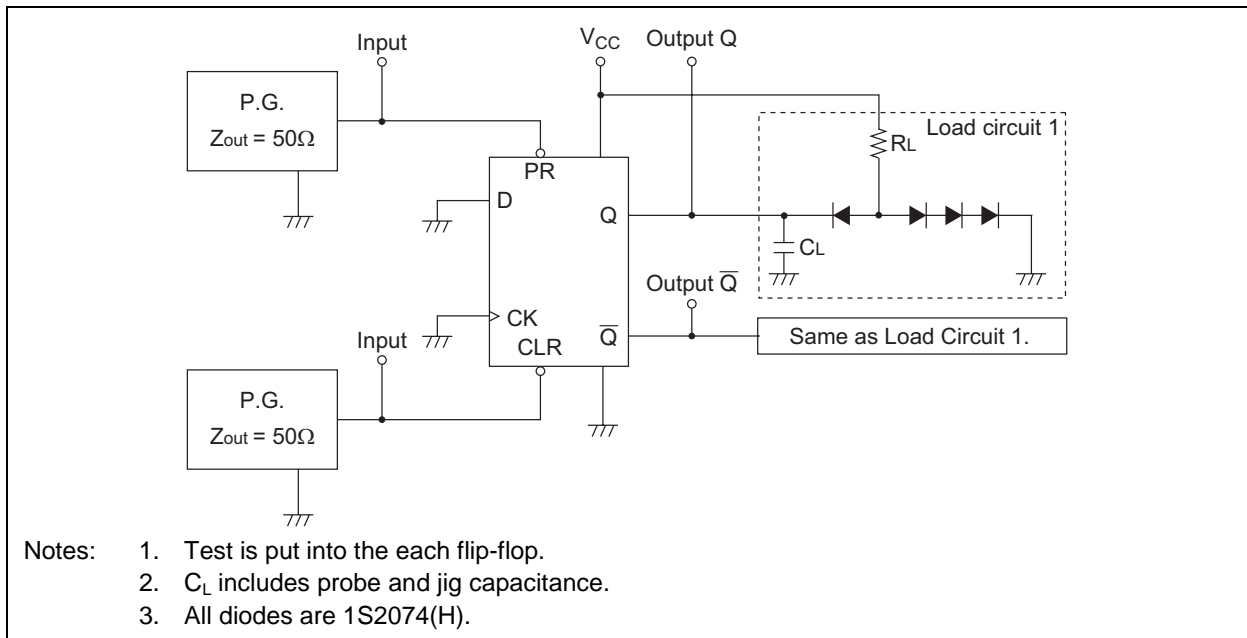 Input
VCC
Output Q
P.G.
Zout = 50Ω
Load circuit 1
RL
PR
D
Q
CL
Output Q̅
CK
Input
CLR
Q̅
Same as Load Circuit 1.
P.G.
Zout = 50Ω
Notes: 1. Test is put into the each flip-flop.
2. CL includes probe and jig capacitance.
3. All diodes are 1S2074(H).